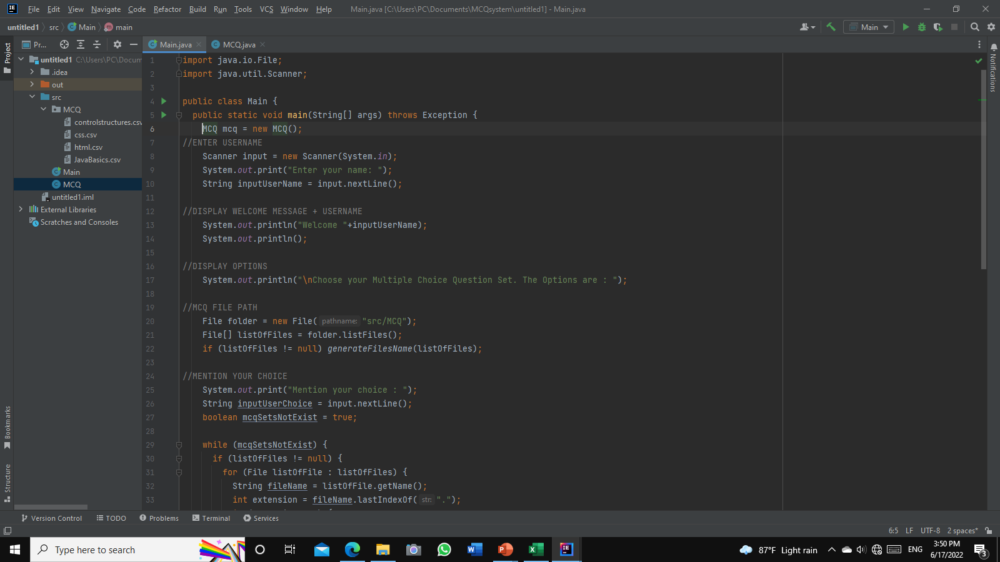 File Edit View Navigate Code Refactor Build Run Tools VCS Window Help Main.java [C:\Users\PC\Documents\MCQsystem\untitled1] - Main.java
untitled1 src Main main Main
Pr... Main.java MCQ.java
Project
untitled1 C:\Users\PC\Docum
.idea
out
src
MCQ
controlstructures.csv
css.csv
html.csv
JavaBasics.csv
Main
MCQ
untitled1.iml
External Libraries
Scratches and Consoles
1 import java.io.File;
2 import java.util.Scanner;
3
4 public class Main {
5 public static void main(String[] args) throws Exception {
6 MCQ mcq = new MCQ();
7 //ENTER USERNAME
8 Scanner input = new Scanner(System.in);
9 System.out.print("Enter your name: ");
10 String inputUserName = input.nextLine();
11
12 //DISPLAY WELCOME MESSAGE + USERNAME
13 System.out.println("Welcome "+inputUserName);
14 System.out.println();
15
16 //DISPLAY OPTIONS
17 System.out.println("\nChoose your Multiple Choice Question Set. The Options are : ");
18
19 //MCQ FILE PATH
20 File folder = new File( pathname: "src/MCQ");
21 File[] listOfFiles = folder.listFiles();
22 if (listOfFiles != null) generateFilesName(listOfFiles);
23
24 //MENTION YOUR CHOICE
25 System.out.print("Mention your choice : ");
26 String inputUserChoice = input.nextLine();
27 boolean mcqSetsNotExist = true;
28
29 while (mcqSetsNotExist) {
30 if (listOfFiles != null) {
31 for (File listOfFile : listOfFiles) {
32 String fileName = listOfFile.getName();
33 int extension = fileName.lastIndexOf( str: ".");
Notifications
Bookmarks
Structure
Version Control TODO Problems Terminal Services
6:5 LF UTF-8 2 spaces*
Type here to search
87°F Light rain ENG
3:50 PM
6/17/2022
3